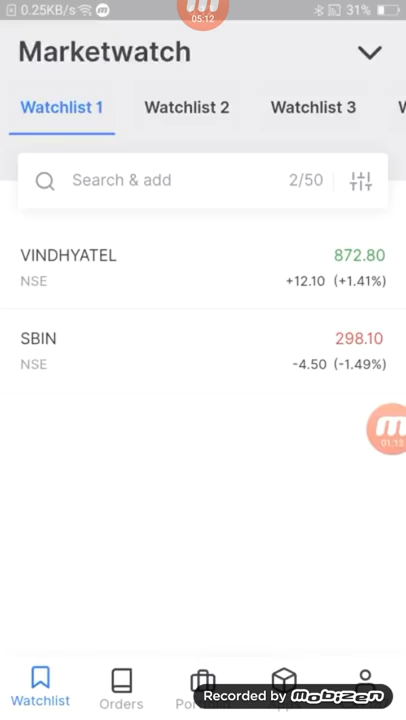 0.25KB/s 31%
05:12
Marketwatch
Watchlist 1 Watchlist 2 Watchlist 3
Search & add 2/50
VINDHYATEL 872.80
NSE +12.10 (+1.41%)
SBIN 298.10
NSE -4.50 (-1.49%)
01:13
Watchlist Orders
Recorded by mobizen